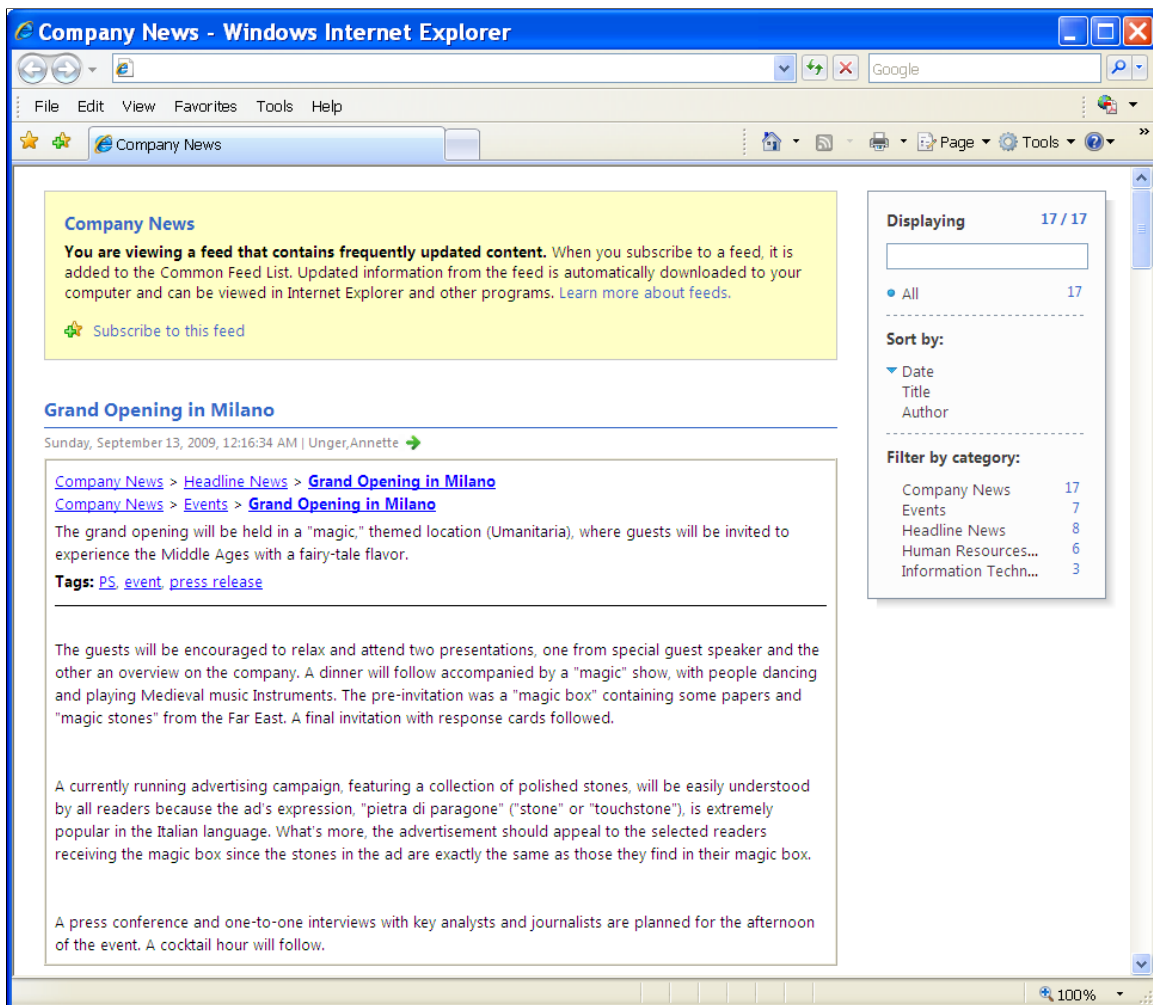 Company News - Windows Internet Explorer
Google
File Edit View Favorites Tools Help
Company News
Page Tools
Company News
You are viewing a feed that contains frequently updated content. When you subscribe to a feed, it is
added to the Common Feed List. Updated information from the feed is automatically downloaded to your
computer and can be viewed in Internet Explorer and other programs. Learn more about feeds.
Subscribe to this feed
Grand Opening in Milano
Sunday, September 13, 2009, 12:16:34 AM | Unger,Annette
Company News > Headline News > Grand Opening in Milano
Company News > Events > Grand Opening in Milano
The grand opening will be held in a "magic," themed location (Umanitaria), where guests will be invited to
experience the Middle Ages with a fairy-tale flavor.
Tags: PS, event, press release
The guests will be encouraged to relax and attend two presentations, one from special guest speaker and the
other an overview on the company. A dinner will follow accompanied by a "magic" show, with people dancing
and playing Medieval music Instruments. The pre-invitation was a "magic box" containing some papers and
"magic stones" from the Far East. A final invitation with response cards followed.
A currently running advertising campaign, featuring a collection of polished stones, will be easily understood
by all readers because the ad's expression, "pietra di paragone" ("stone" or "touchstone"), is extremely
popular in the Italian language. What's more, the advertisement should appeal to the selected readers
receiving the magic box since the stones in the ad are exactly the same as those they find in their magic box.
A press conference and one-to-one interviews with key analysts and journalists are planned for the afternoon
of the event. A cocktail hour will follow.
Displaying 17 / 17
All 17
Sort by:
Date
Title
Author
Filter by category:
Company News 17
Events 7
Headline News 8
Human Resources... 6
Information Techn... 3
100%